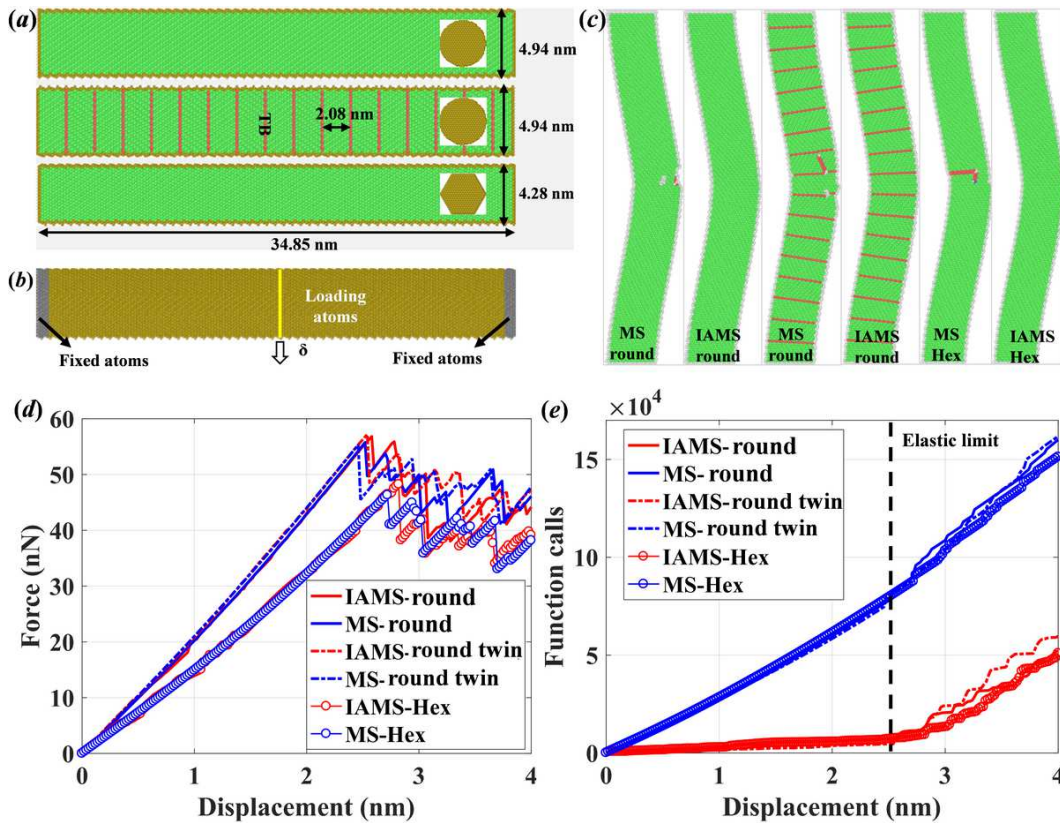 (a)
4.94 nm
TB
2.08 nm
4.94 nm
4.28 nm
34.85 nm
(b)
Loading
atoms
Fixed atoms
δ
Fixed atoms
(c)
MS
round
IAMS
round
MS
round
IAMS
round
MS
Hex
IAMS
Hex
(d)
60
50
40
30
20
10
0
Force (nN)
IAMS-round
MS-round
IAMS-round twin
MS-round twin
IAMS-Hex
MS-Hex
0 1 2 3 4
Displacement (nm)
(e)
×10⁴
15
10
5
0
Function calls
IAMS-round
MS-round
IAMS-round twin
MS-round twin
IAMS-Hex
MS-Hex
Elastic limit
0 1 2 3 4
Displacement (nm)